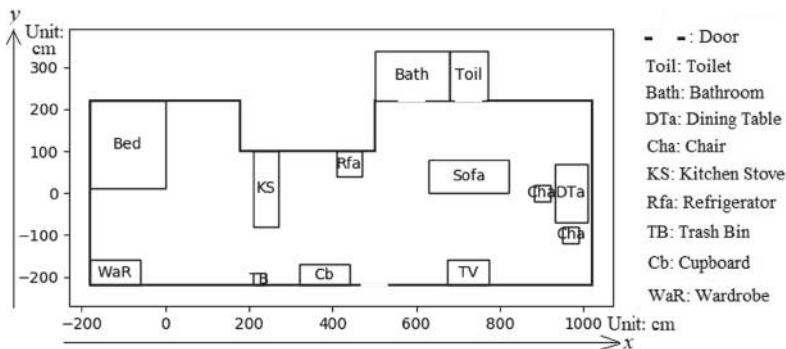 y
Unit:
cm
300
200
100
0
−100
−200
−200
0
200
400
600
800
1000
Unit: cm
x
Bath
Toil
Bed
KS
Rfa
Sofa
Cha
DTa
Cha
WaR
TB
Cb
TV
: Door
Toil: Toilet
Bath: Bathroom
DTa: Dining Table
Cha: Chair
KS: Kitchen Stove
Rfa: Refrigerator
TB: Trash Bin
Cb: Cupboard
WaR: Wardrobe